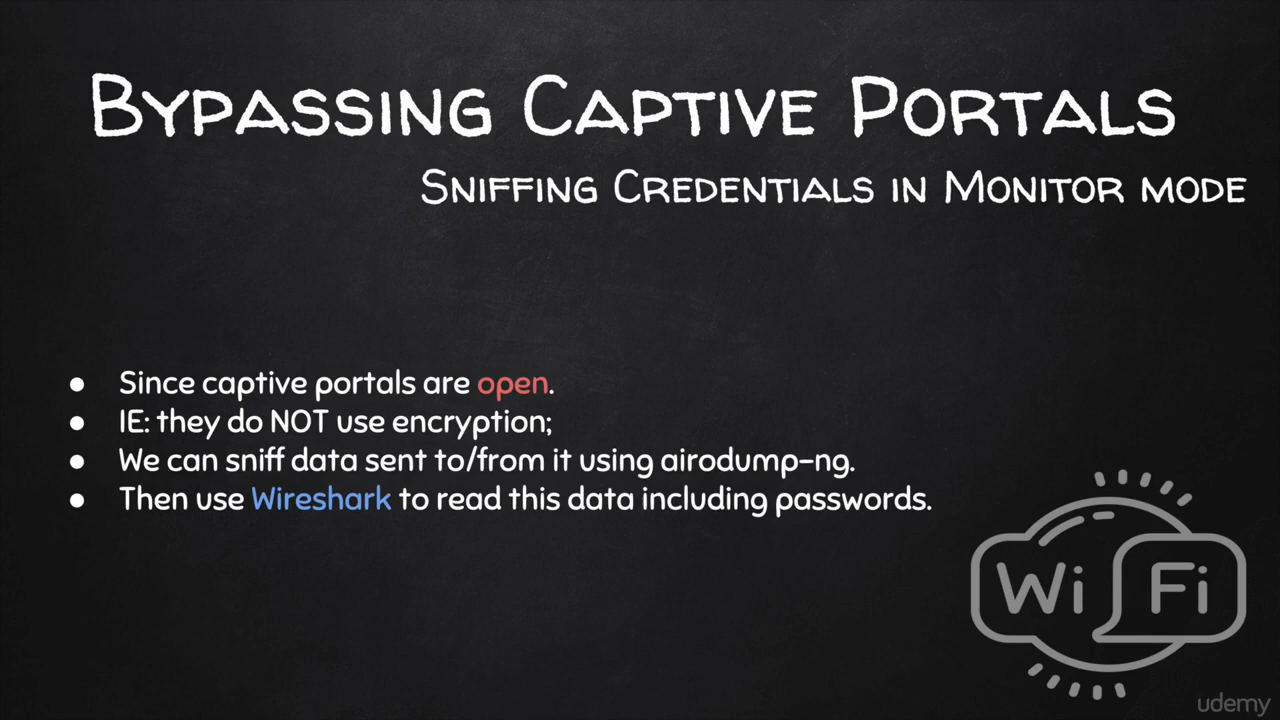 Bypassing Captive Portals
Sniffing Credentials in Monitor mode
● Since captive portals are open.
● IE: they do NOT use encryption;
● We can sniff data sent to/from it using airodump-ng.
● Then use Wireshark to read this data including passwords.
Wi Fi
udemy